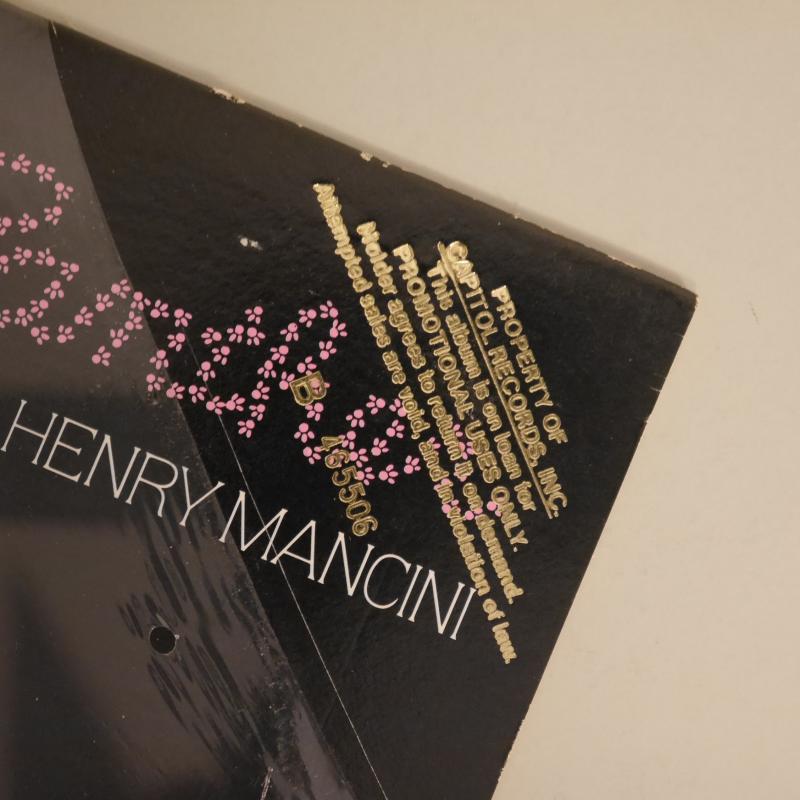 PROPERTY OF
CAPITOL RECORDS, INC.
This album is on loan for
PROMOTIONAL USES ONLY.
Holder agrees to return it on demand.
Attempted sales are void, and in violation of law.
B 465506
HENRY MANCINI